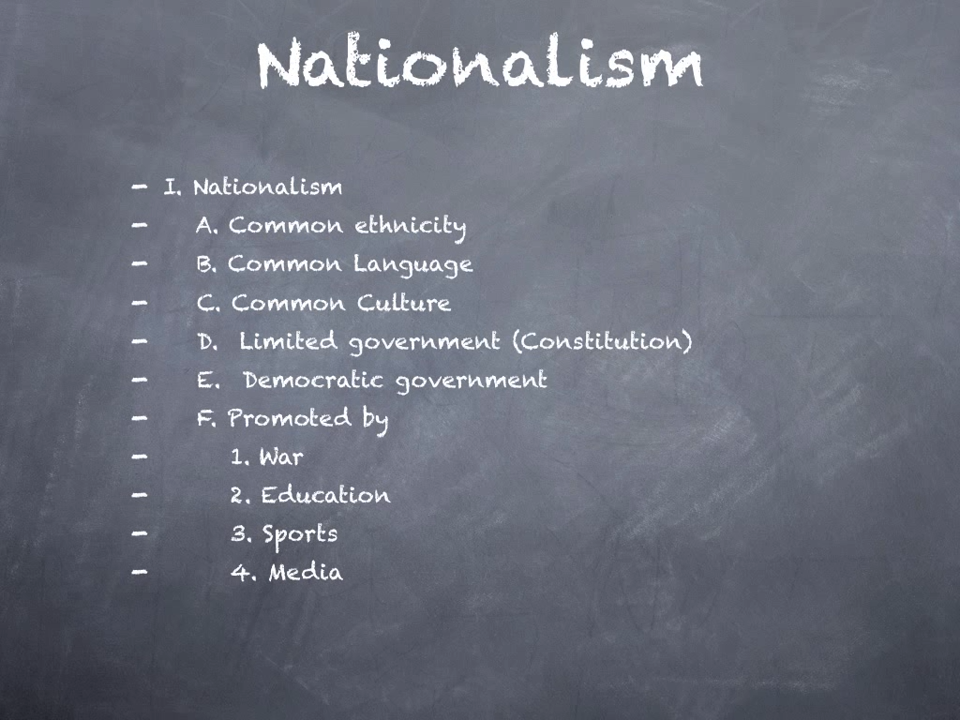 Nationalism
- I. Nationalism
- A. Common ethnicity
- B. Common Language
- C. Common Culture
- D. Limited government (Constitution)
- E. Democratic government
- F. Promoted by
- 1. War
- 2. Education
- 3. Sports
- 4. Media